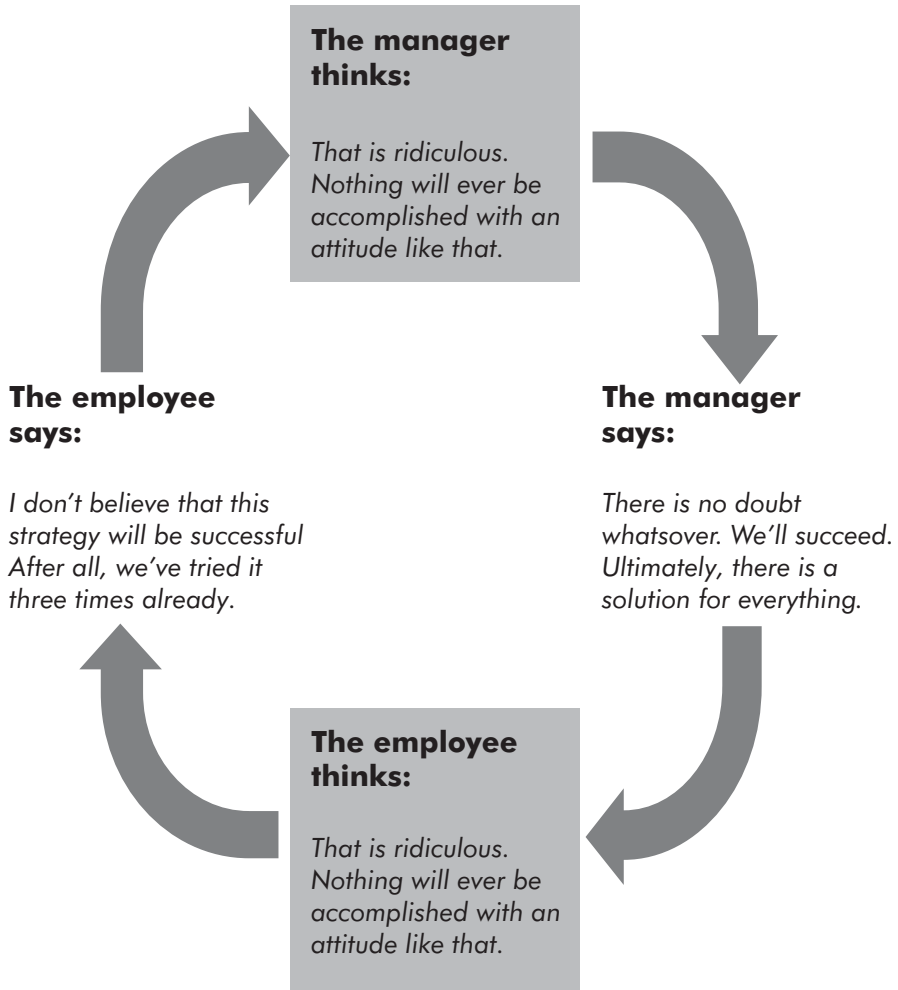 The manager
thinks:
That is ridiculous.
Nothing will ever be
accomplished with an
attitude like that.
The employee
says:
I don't believe that this
strategy will be successful
After all, we've tried it
three times already.
The manager
says:
There is no doubt
whatsover. We'll succeed.
Ultimately, there is a
solution for everything.
The employee
thinks:
That is ridiculous.
Nothing will ever be
accomplished with an
attitude like that.